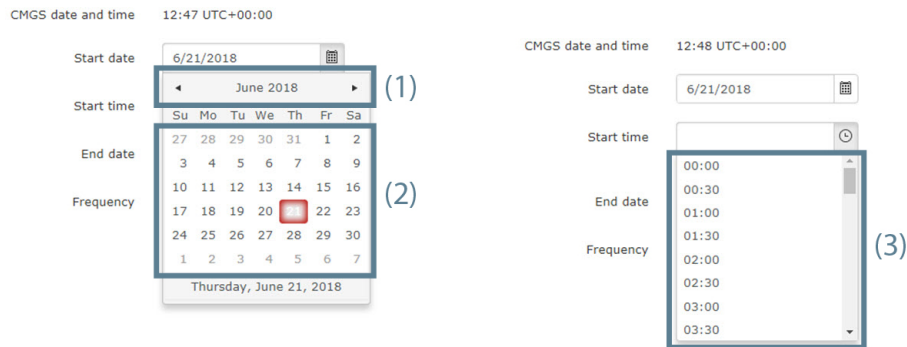 CMGS date and time 12:47 UTC+00:00
Start date 6/21/2018
June 2018 (1)
Start time
Su Mo Tu We Th Fr Sa
27 28 29 30 31 1 2
End date
3 4 5 6 7 8 9
10 11 12 13 14 15 16 (2)
Frequency
17 18 19 20 21 22 23
24 25 26 27 28 29 30
1 2 3 4 5 6 7
Thursday, June 21, 2018
CMGS date and time 12:48 UTC+00:00
Start date 6/21/2018
Start time
00:00
00:30
End date
01:00
01:30
Frequency
02:00 (3)
02:30
03:00
03:30